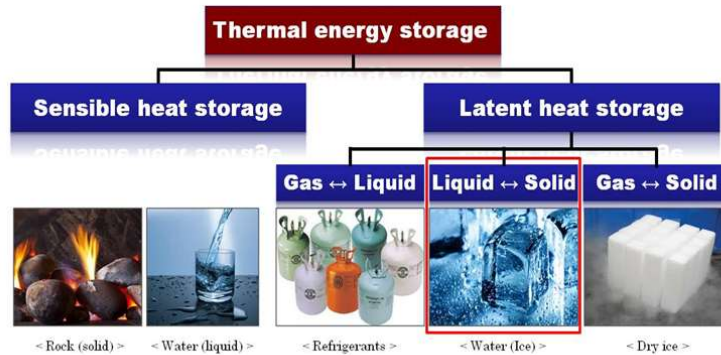 Thermal energy storage
Sensible heat storage
Latent heat storage
Gas ↔ Liquid
Liquid ↔ Solid
Gas ↔ Solid
< Rock (solid) >
< Water (liquid) >
< Refrigerants >
< Water (Ice) >
< Dry ice >